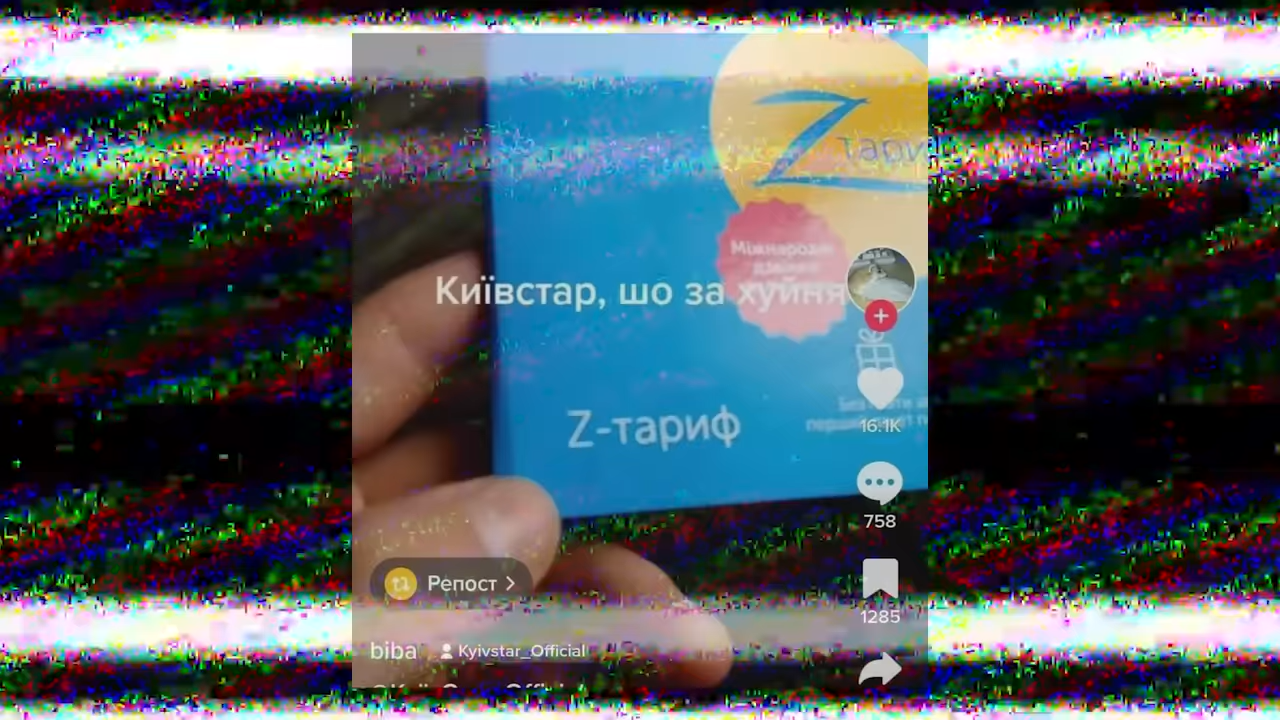 Z
тари
Міжнародні
дзвінки
Київстар, шо за хуйня
Z-тариф
16.1K
758
Репост >
1285
biba
Kyivstar_Official